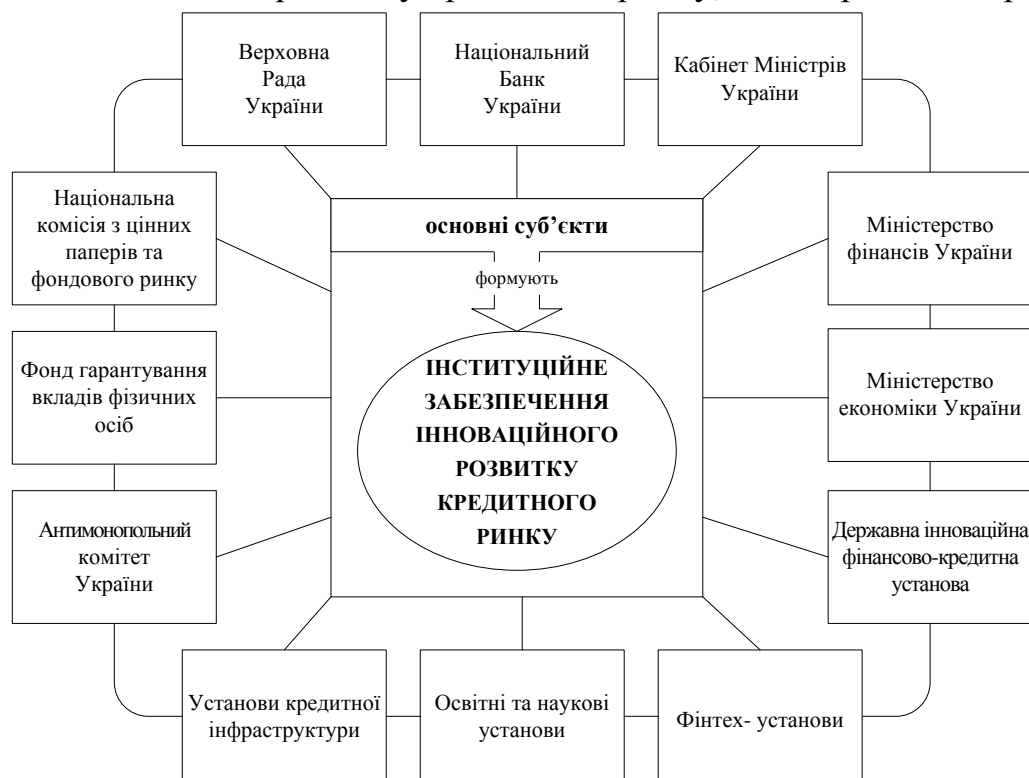 Верховна
Рада
України
Національний
Банк
України
Кабінет Міністрів
України
Національна
комісія з цінних
паперів та
фондового ринку
основні суб’єкти
Міністерство
фінансів України
формують
Фонд гарантування
вкладів фізичних
осіб
ІНСТИТУЦІЙНЕ
ЗАБЕЗПЕЧЕННЯ
ІННОВАЦІЙНОГО
РОЗВИТКУ
КРЕДИТНОГО
РИНКУ
Міністерство
економіки України
Антимонопольний
комітет
України
Державна інноваційна
фінансово-кредитна
установа
Установи кредитної
інфраструктури
Освітні та наукові
установи
Фінтех- установи